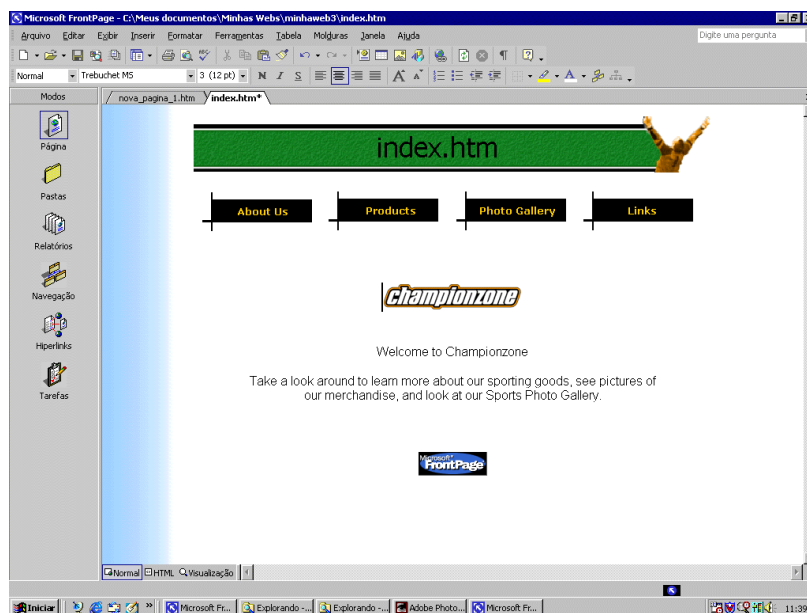 Microsoft FrontPage - C:\Meus documentos\Minhas Webs\minhaweb3\index.htm
Arquivo Editar Exibir Inserir Formatar Ferramentas Tabela Molduras Janela Ajuda Digite uma pergunta
Normal Trebuchet MS 3 (12 pt) N I S
Modos nova_pagina_1.htm index.htm*
index.htm
Página
About Us Products Photo Gallery Links
Pastas
Relatórios
Navegação
championzone
Hiperlinks
Welcome to Championzone
Take a look around to learn more about our sporting goods, see pictures of
our merchandise, and look at our Sports Photo Gallery.
Tarefas
Microsoft
FrontPage
Normal HTML Visualização
Iniciar » Microsoft Fr... Explorando -... Explorando -... Adobe Photo... Microsoft Fr... 11:39